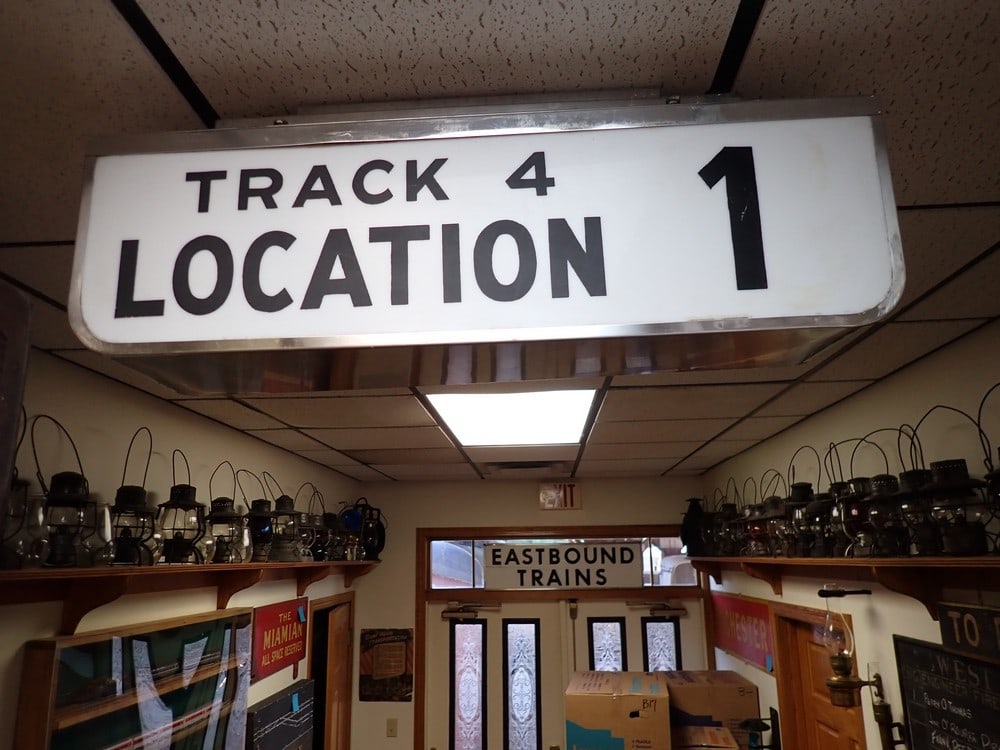 TRACK 4
LOCATION 1
EXIT
EASTBOUND
TRAINS
THE
MIAMIAN
ALL SPACE RESERVED
TO